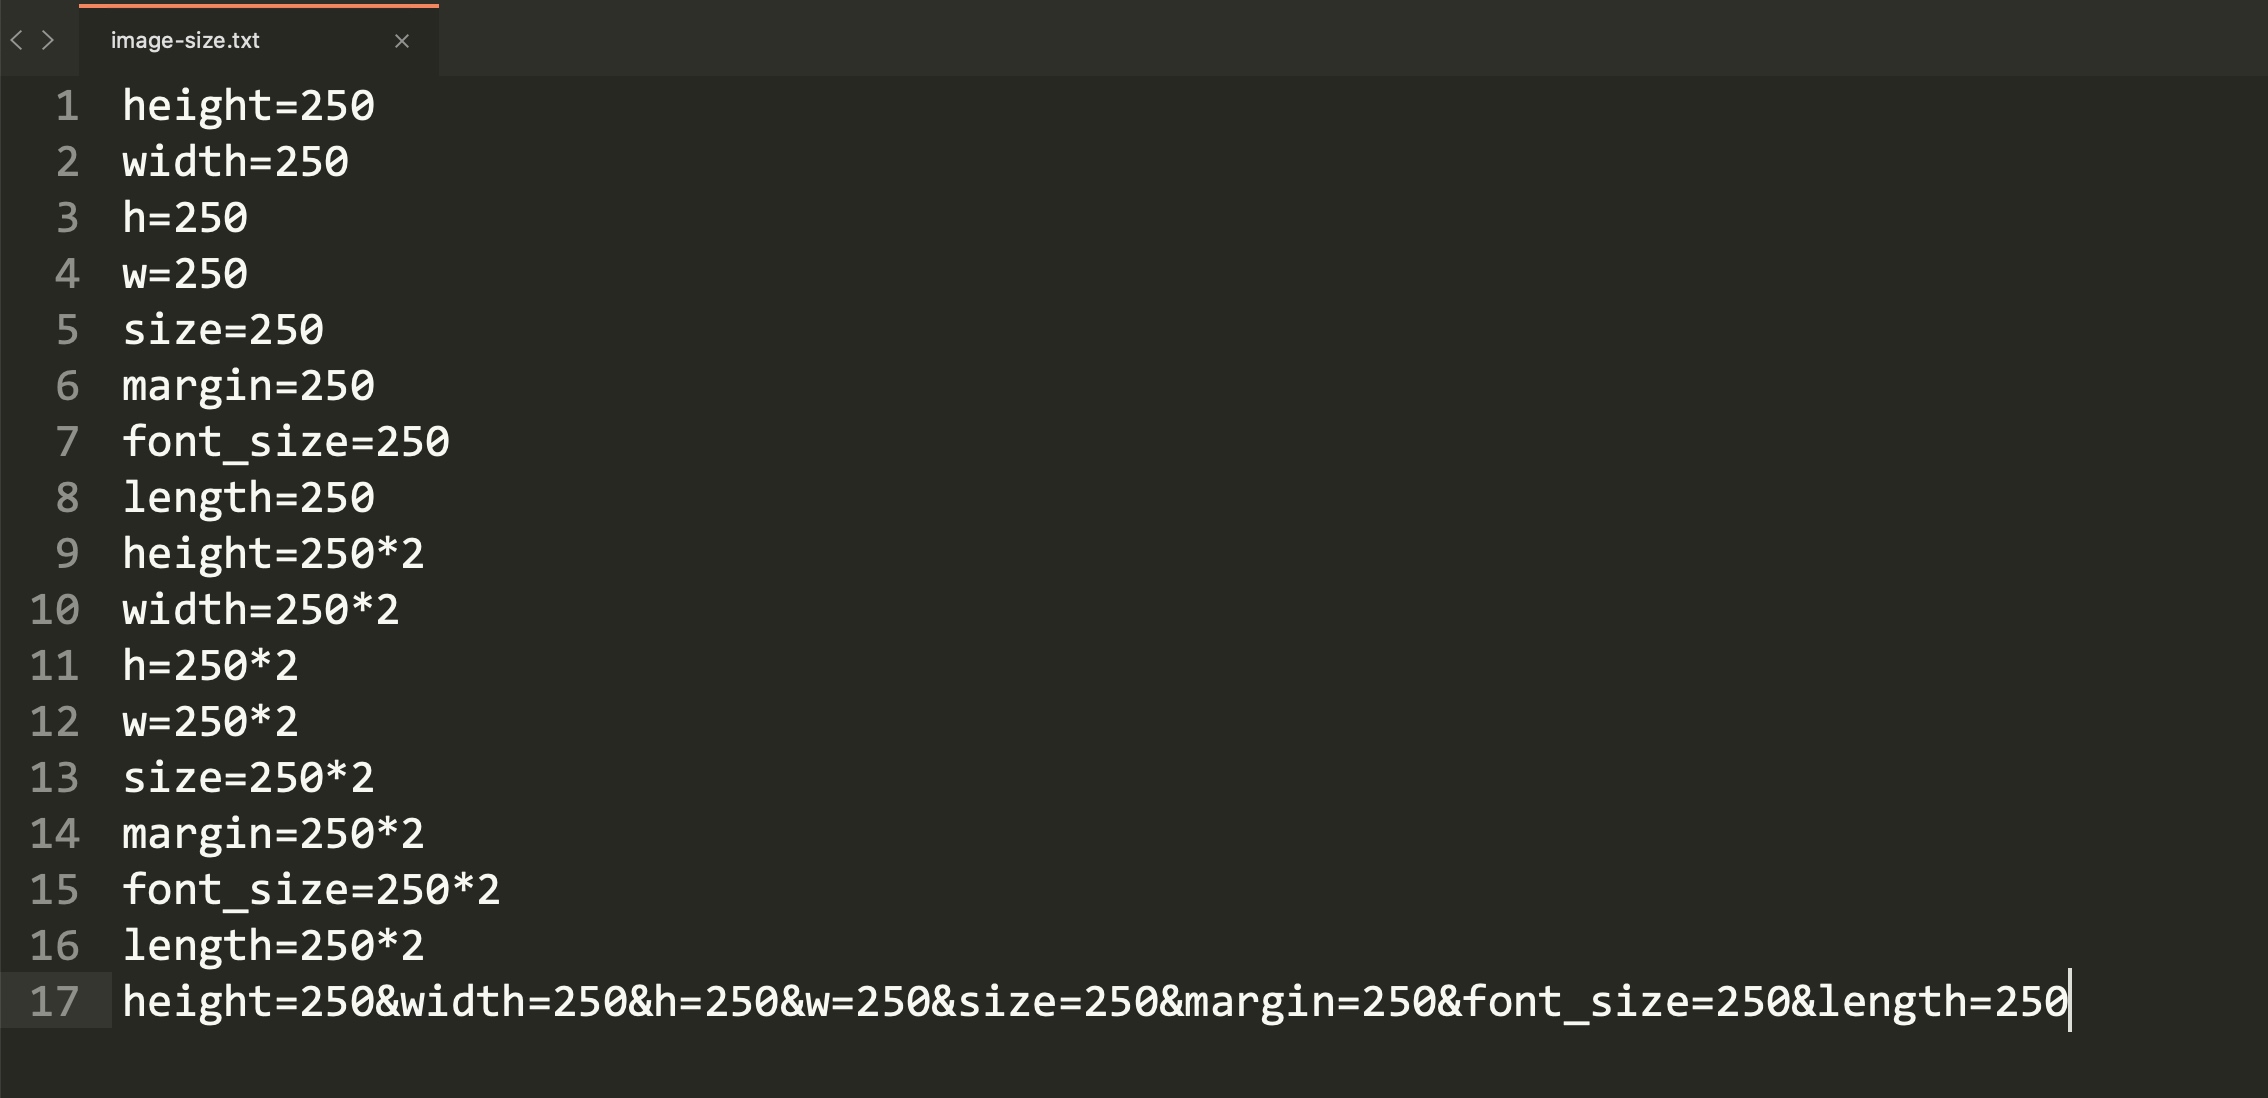 image-size.txt
1 height=250
2 width=250
3 h=250
4 w=250
5 size=250
6 margin=250
7 font_size=250
8 length=250
9 height=250*2
10 width=250*2
11 h=250*2
12 w=250*2
13 size=250*2
14 margin=250*2
15 font_size=250*2
16 length=250*2
17 height=250&width=250&h=250&w=250&size=250&margin=250&font_size=250&length=250